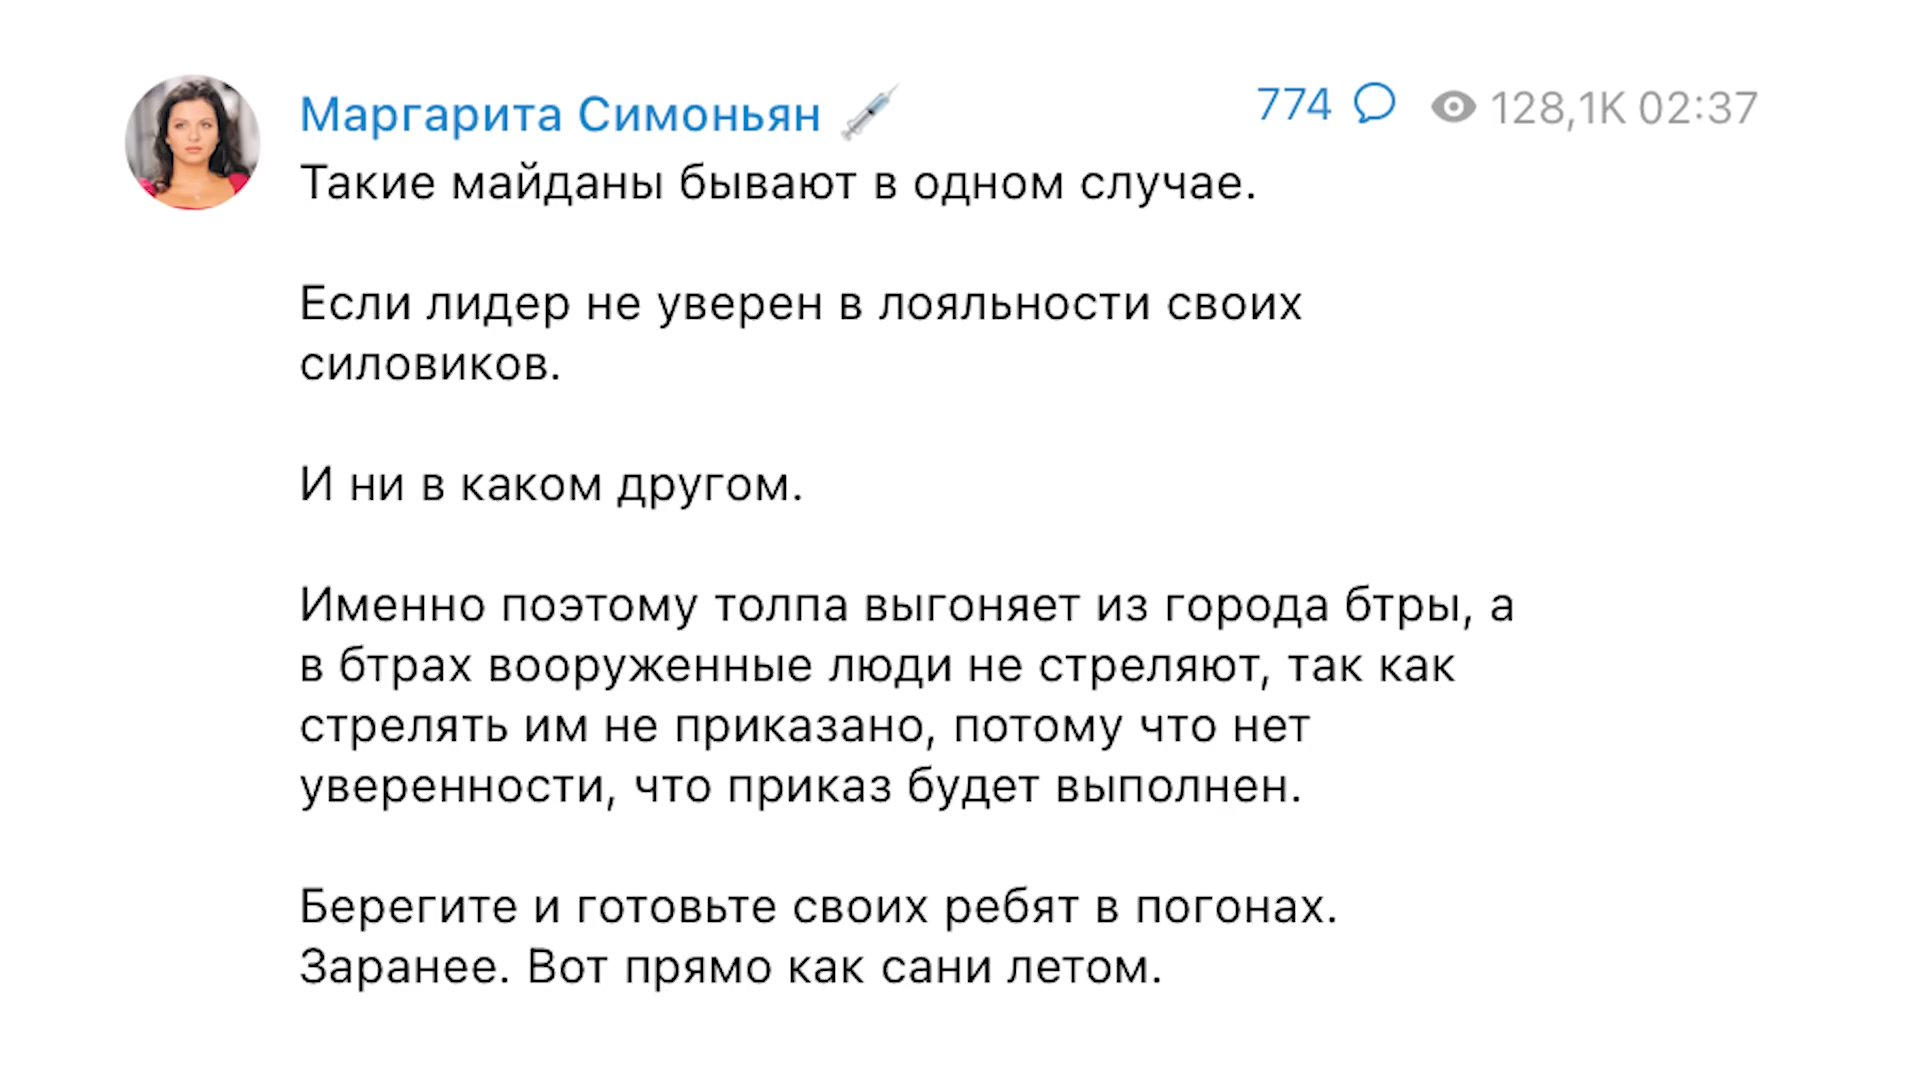 Маргарита Симоньян 774 128,1K 02:37
Такие майданы бывают в одном случае.
Если лидер не уверен в лояльности своих
силовиков.
И ни в каком другом.
Именно поэтому толпа выгоняет из города бтры, а
в бтрах вооруженные люди не стреляют, так как
стрелять им не приказано, потому что нет
уверенности, что приказ будет выполнен.
Берегите и готовьте своих ребят в погонах.
Заранее. Вот прямо как сани летом.